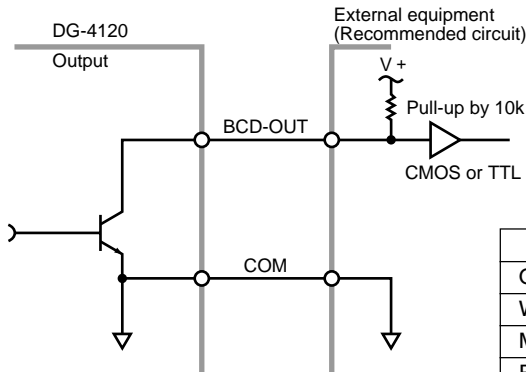 DG-4120
Output
External equipment
(Recommended circuit)
V +
Pull-up by 10k
BCD-OUT
CMOS or TTL
COM